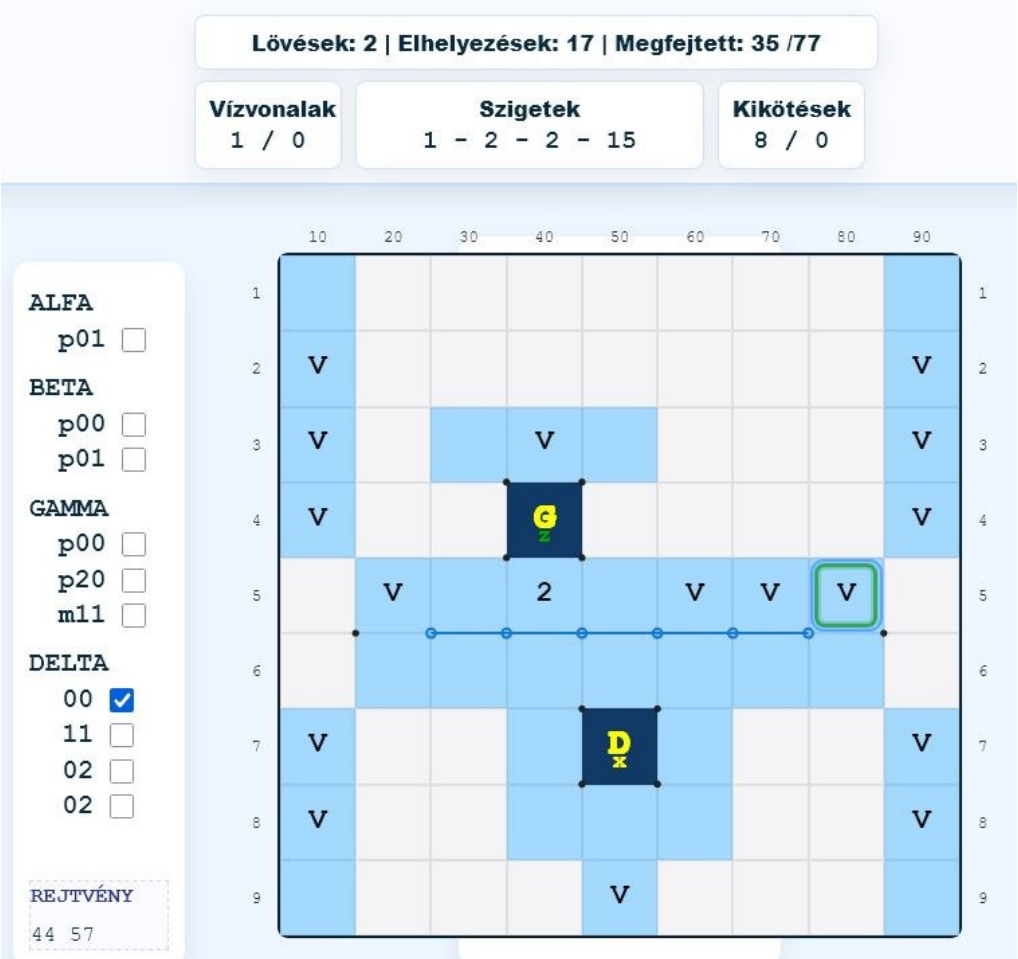 Lövések: 2 | Elhelyezések: 17 | Megfejtett: 35 /77
Vízvonalak Szigetek Kikötések
1 / 0 1 - 2 - 2 - 15 8 / 0
10 20 30 40 50 60 70 80 90
ALFA
p01
BETA
p00
p01
GAMMA
p00
p20
m11
DELTA
00
11
02
02
REJTVÉNY
44 57
1 1
2 V V 2
3 V V V 3
4 V G V 4
z
5 V 2 V V V 5
6 6
7 V D V 7
x
8 V V 8
9 V 9